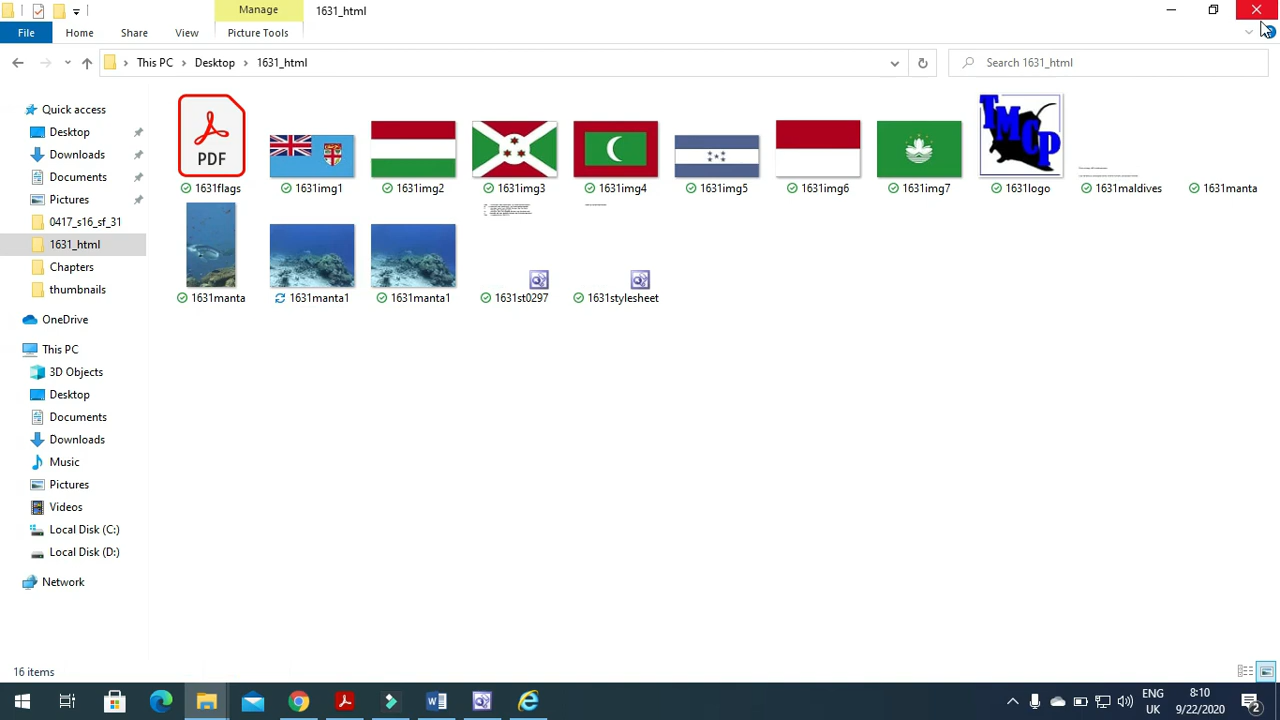 Manage
1631_html
File
Home
Share
View
Picture Tools
This PC
Desktop
1631_html
Search 1631_html
Quick access
Desktop
Downloads
Documents
Pictures
0417_s16_sf_31
1631_html
Chapters
thumbnails
OneDrive
This PC
3D Objects
Desktop
Documents
Downloads
Music
Pictures
Videos
Local Disk (C:)
Local Disk (D:)
Network
PDF
TMCP
1631flags
1631img1
1631img2
1631img3
1631img4
1631img5
1631img6
1631img7
1631logo
1631maldives
1631manta
1631manta
1631manta1
1631manta1
1631st0297
1631stylesheet
16 items
ENG
UK
8:10
9/22/2020
2